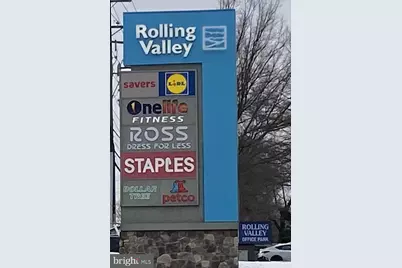 Rolling
Valley
savers
LIDL
Onelife
FITNESS
ROSS
DRESS FOR LESS
STAPLES
DOLLAR TREE
petco
ROLLING
VALLEY
OFFICE PARK
bright MLS